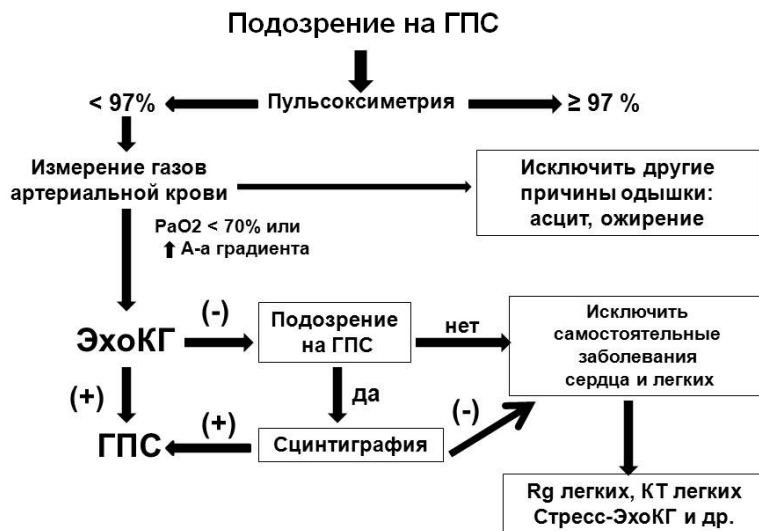 Подозрение на ГПС
< 97%
Пульсоксиметрия
≥ 97 %
Измерение газов
артериальной крови
Исключить другие
причины одышки:
асцит, ожирение
PaO2 < 70% или
⬆ А-а градиента
ЭхоКГ
(-)
Подозрение
на ГПС
нет
Исключить
самостоятельные
заболевания
сердца и легких
(+)
да
ГПС
(+)
Сцинтиграфия
(-)
Rg легких, КТ легких
Стресс-ЭхоКГ и др.